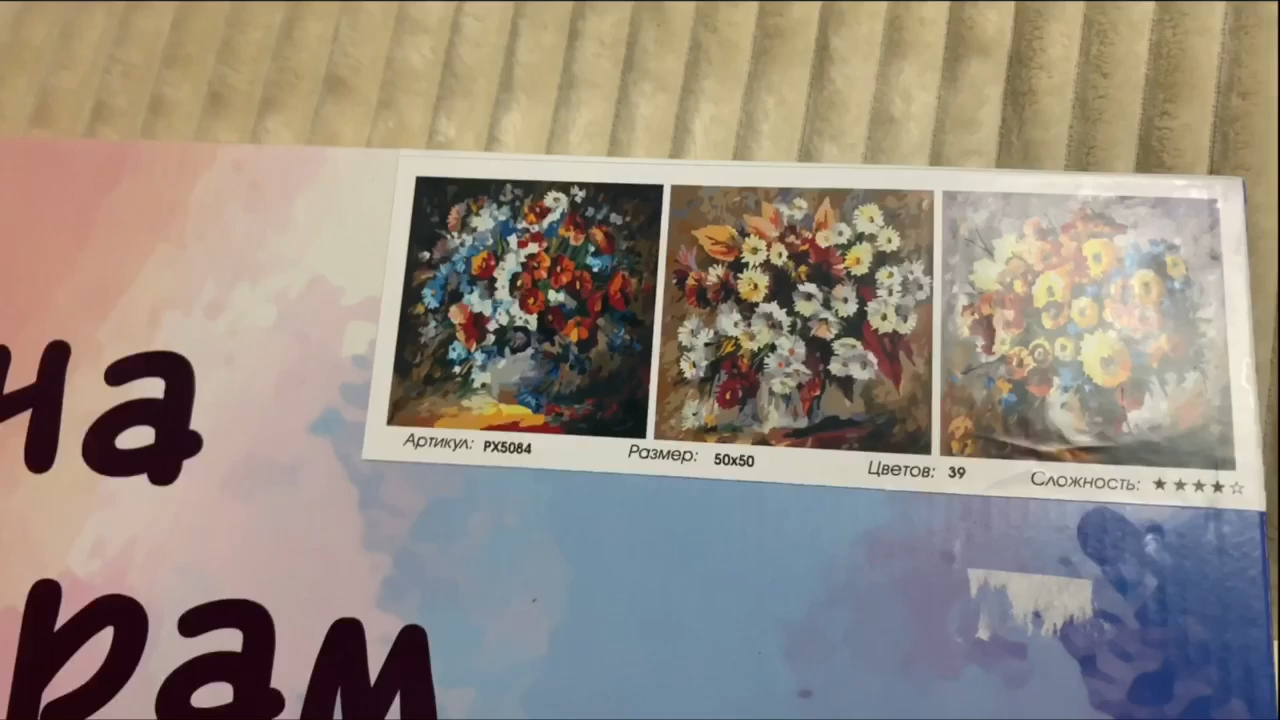 Артикул: PX5084 Размер: 50x50 Цветов: 39 Сложность: ★★★★☆
на
рам